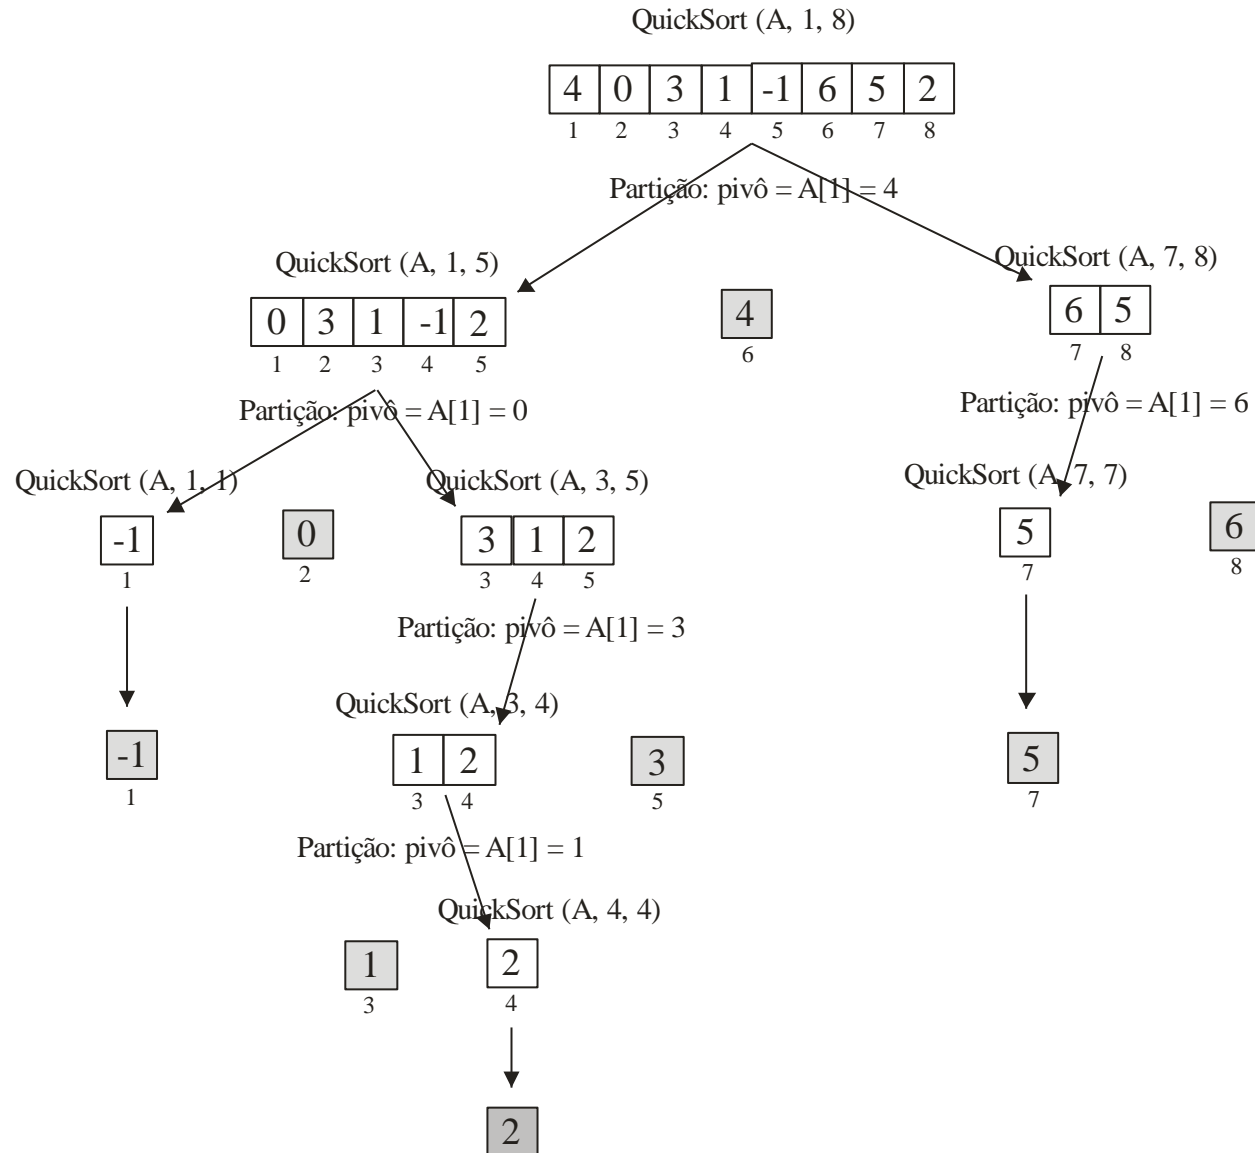 QuickSort (A, 1, 8)
4 0 3 1 -1 6 5 2
1 2 3 4 5 6 7 8
Partição: pivô = A[1] = 4
QuickSort (A, 1, 5)
QuickSort (A, 7, 8)
0 3 1 -1 2
4
6 5
1 2 3 4 5
6
7 8
Partição: pivô = A[1] = 0
Partição: pivô = A[1] = 6
QuickSort (A, 1, 1)
QuickSort (A, 3, 5)
QuickSort (A, 7, 7)
-1
0
3 1 2
5
6
1
2
3 4 5
7
8
Partição: pivô = A[1] = 3
QuickSort (A, 3, 4)
-1
1 2
3
5
1
3 4
5
7
Partição: pivô = A[1] = 1
QuickSort (A, 4, 4)
1
2
3
4
2